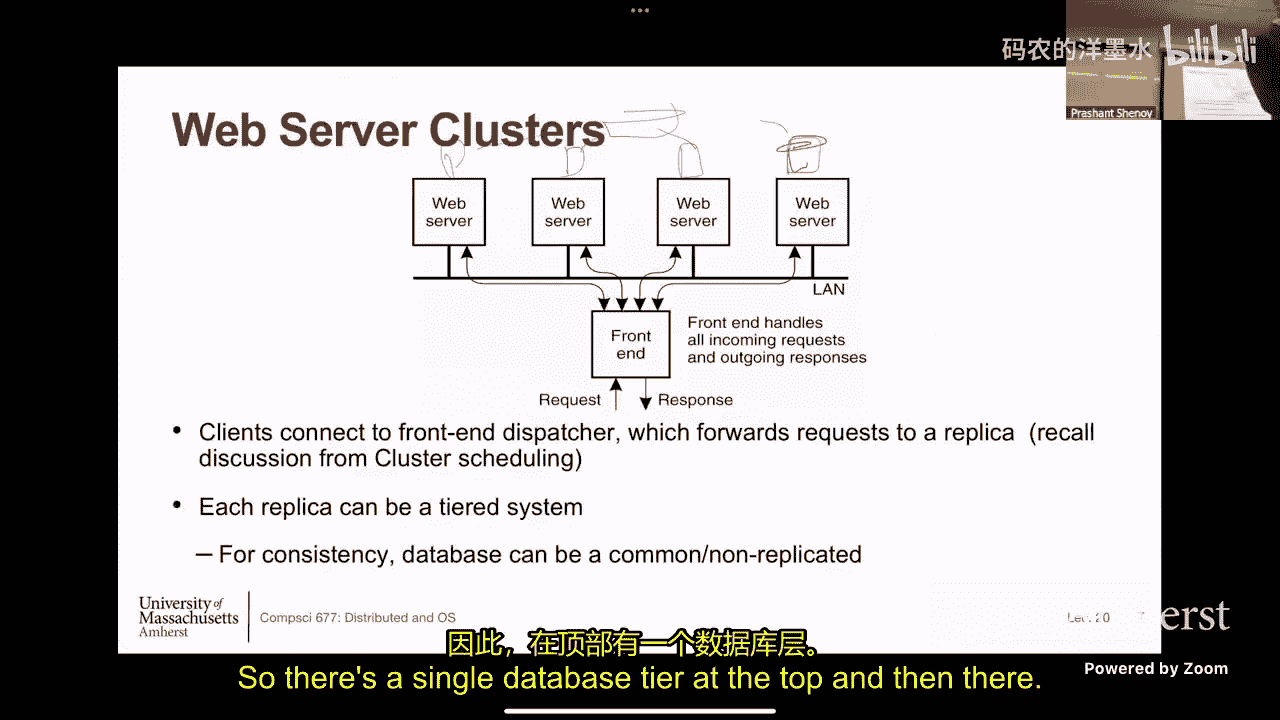 码农的洋墨水 bilibili
Prashant Shenoy
Web Server Clusters
Web server
Web server
Web server
Web server
LAN
Front end
Front end handles
all incoming requests
and outgoing responses
Request
Response
• Clients connect to front-end dispatcher, which forwards requests to a replica (recall
discussion from Cluster scheduling)
• Each replica can be a tiered system
– For consistency, database can be a common/non-replicated
University of
Massachusetts
Amherst
Compsci 677: Distributed and OS
Lec. 20
erst
因此，在顶部有一个数据库层。
So there's a single database tier at the top and then there.
Powered by Zoom